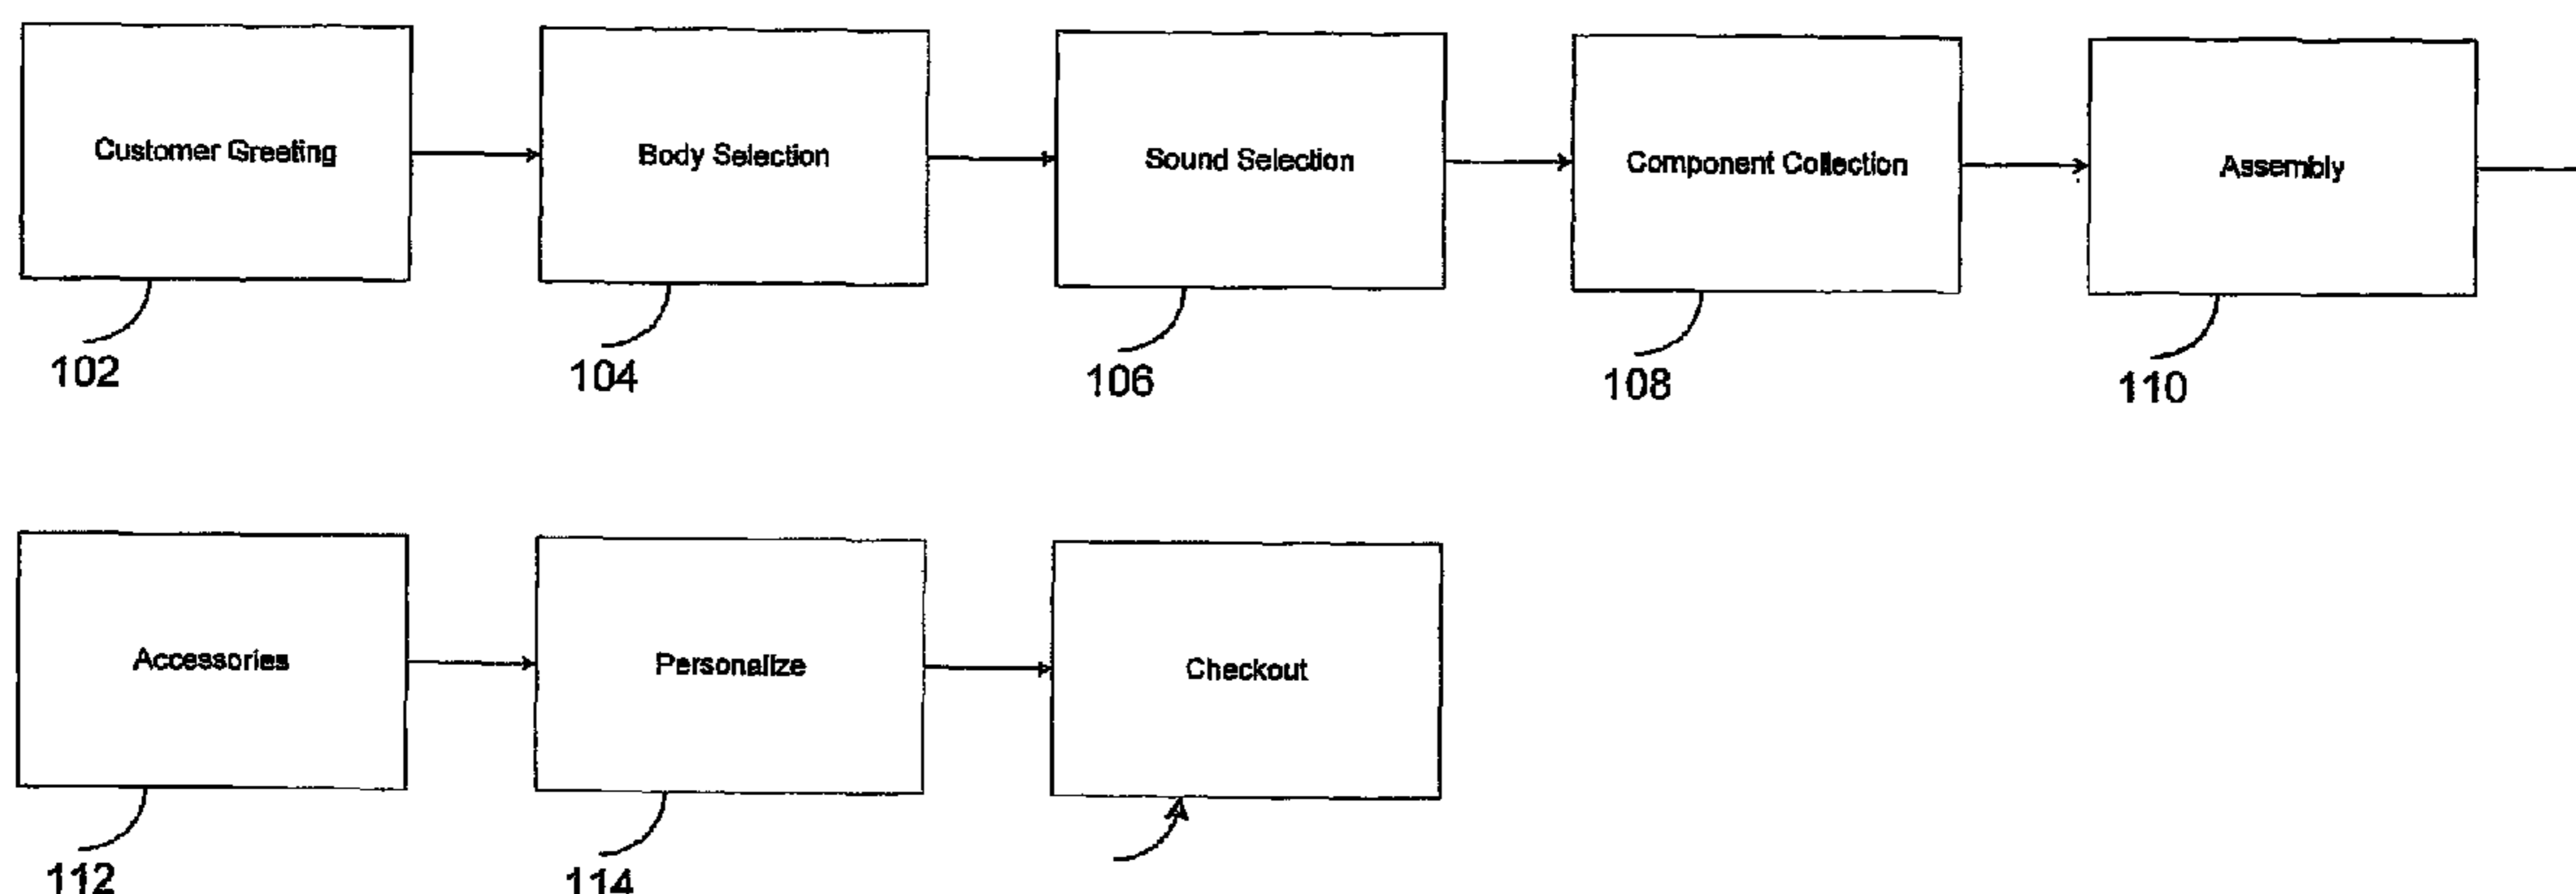 Customer Greeting
Body Selection
Sound Selection
Component Collection
Assembly
102
104
106
108
110
Accessories
Personalize
Checkout
112
114